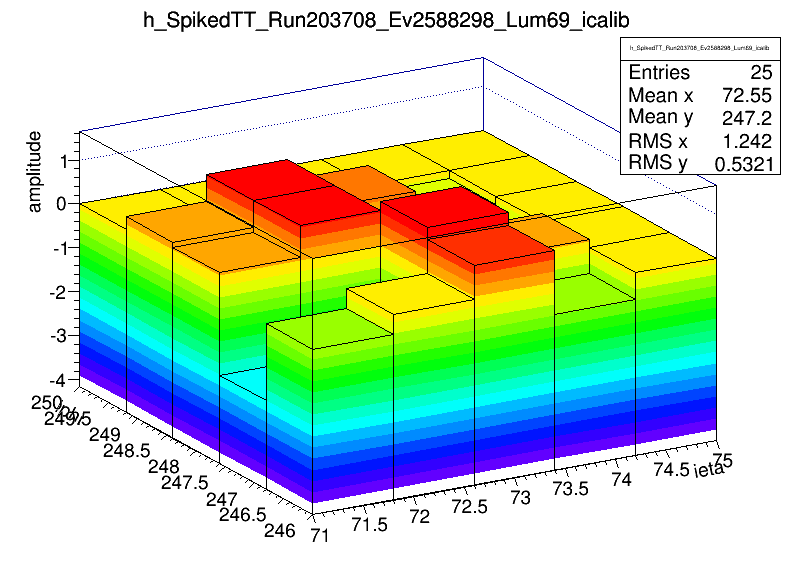 h_SpikedTT_Run203708_Ev2588298_Lum69_icalib
h_SpikedTT_Run203708_Ev2588298_Lum69_icalib
Entries 25
Mean x 72.55
Mean y 247.2
RMS x 1.242
RMS y 0.5321
amplitude
1
0
-1
-2
-3
-4
250
249.5
249
248.5
248
247.5
247
246.5
246
71
71.5
72
72.5
73
73.5
74
74.5
75
ieta